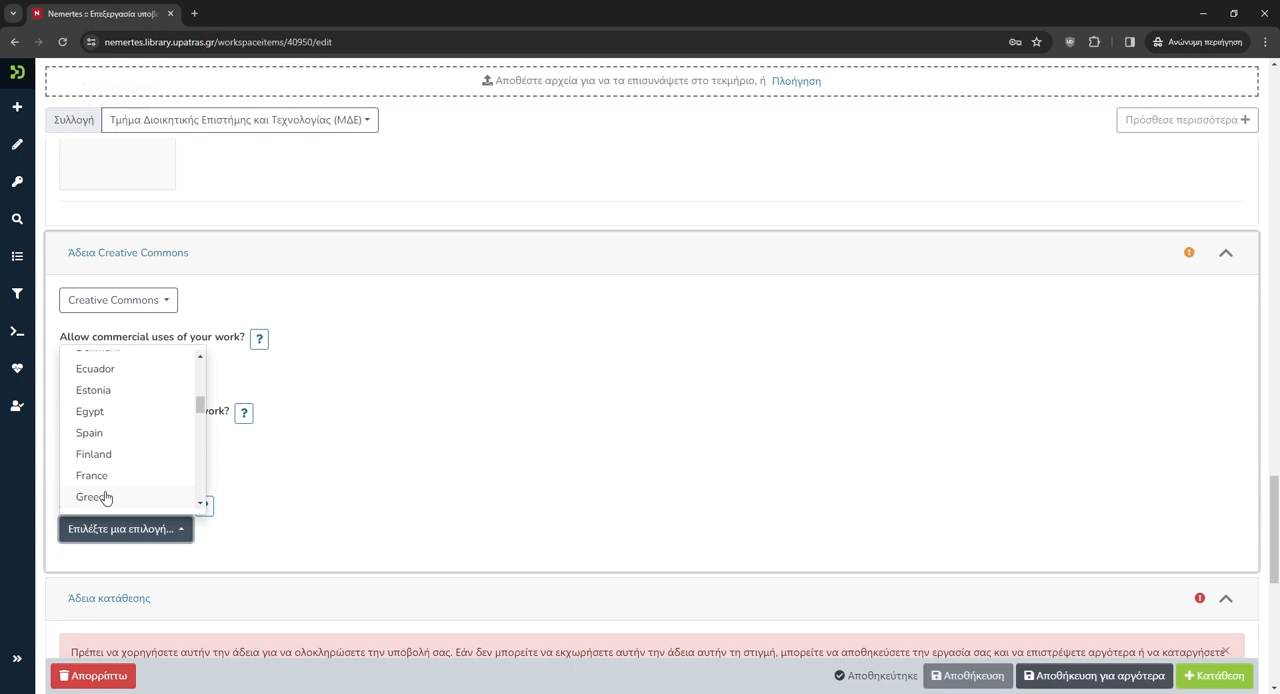 Nemertes :: Επεξεργασία υποβ
nemertes.library.upatras.gr/workspaceitems/40950/edit
Ανώνυμη περιήγηση
Αποθέστε αρχεία για να τα επισυνάψετε στο τεκμήριο, ή Πλοήγηση
Συλλογή Τμήμα Διοικητικής Επιστήμης και Τεχνολογίας (ΜΔΕ)
Πρόσθεσε περισσότερα
Άδεια Creative Commons
Creative Commons
Allow commercial uses of your work? ?
Ecuador
Estonia
Egypt
work? ?
Spain
Finland
France
Επιλέξτε μια επιλογή...
Άδεια κατάθεσης
Πρέπει να χορηγήσετε αυτήν την άδεια για να ολοκληρώσετε την υποβολή σας. Εάν δεν μπορείτε να εκχωρήσετε αυτήν την άδεια αυτήν τη στιγμή, μπορείτε να αποθηκεύσετε την εργασία σας και να επιστρέψετε αργότερα ή να καταργήσετε
Απορρίπτω
Αποθηκεύτηκε
Αποθήκευση
Αποθήκευση για αργότερα
Κατάθεση